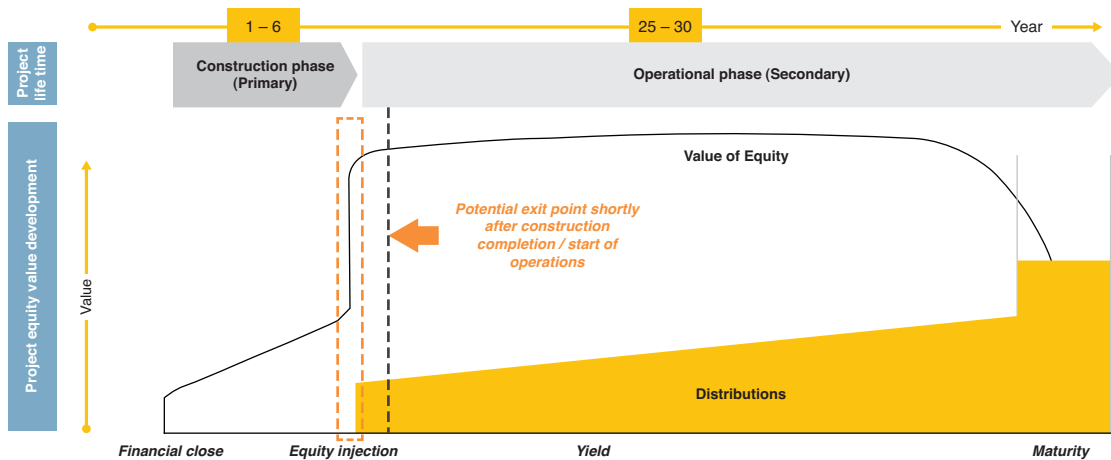 1 – 6
25 – 30
Year
Project
life time
Construction phase
(Primary)
Operational phase (Secondary)
Project equity value development
Value
Value of Equity
Potential exit point shortly
after construction
completion / start of
operations
Distributions
Financial close
Equity injection
Yield
Maturity